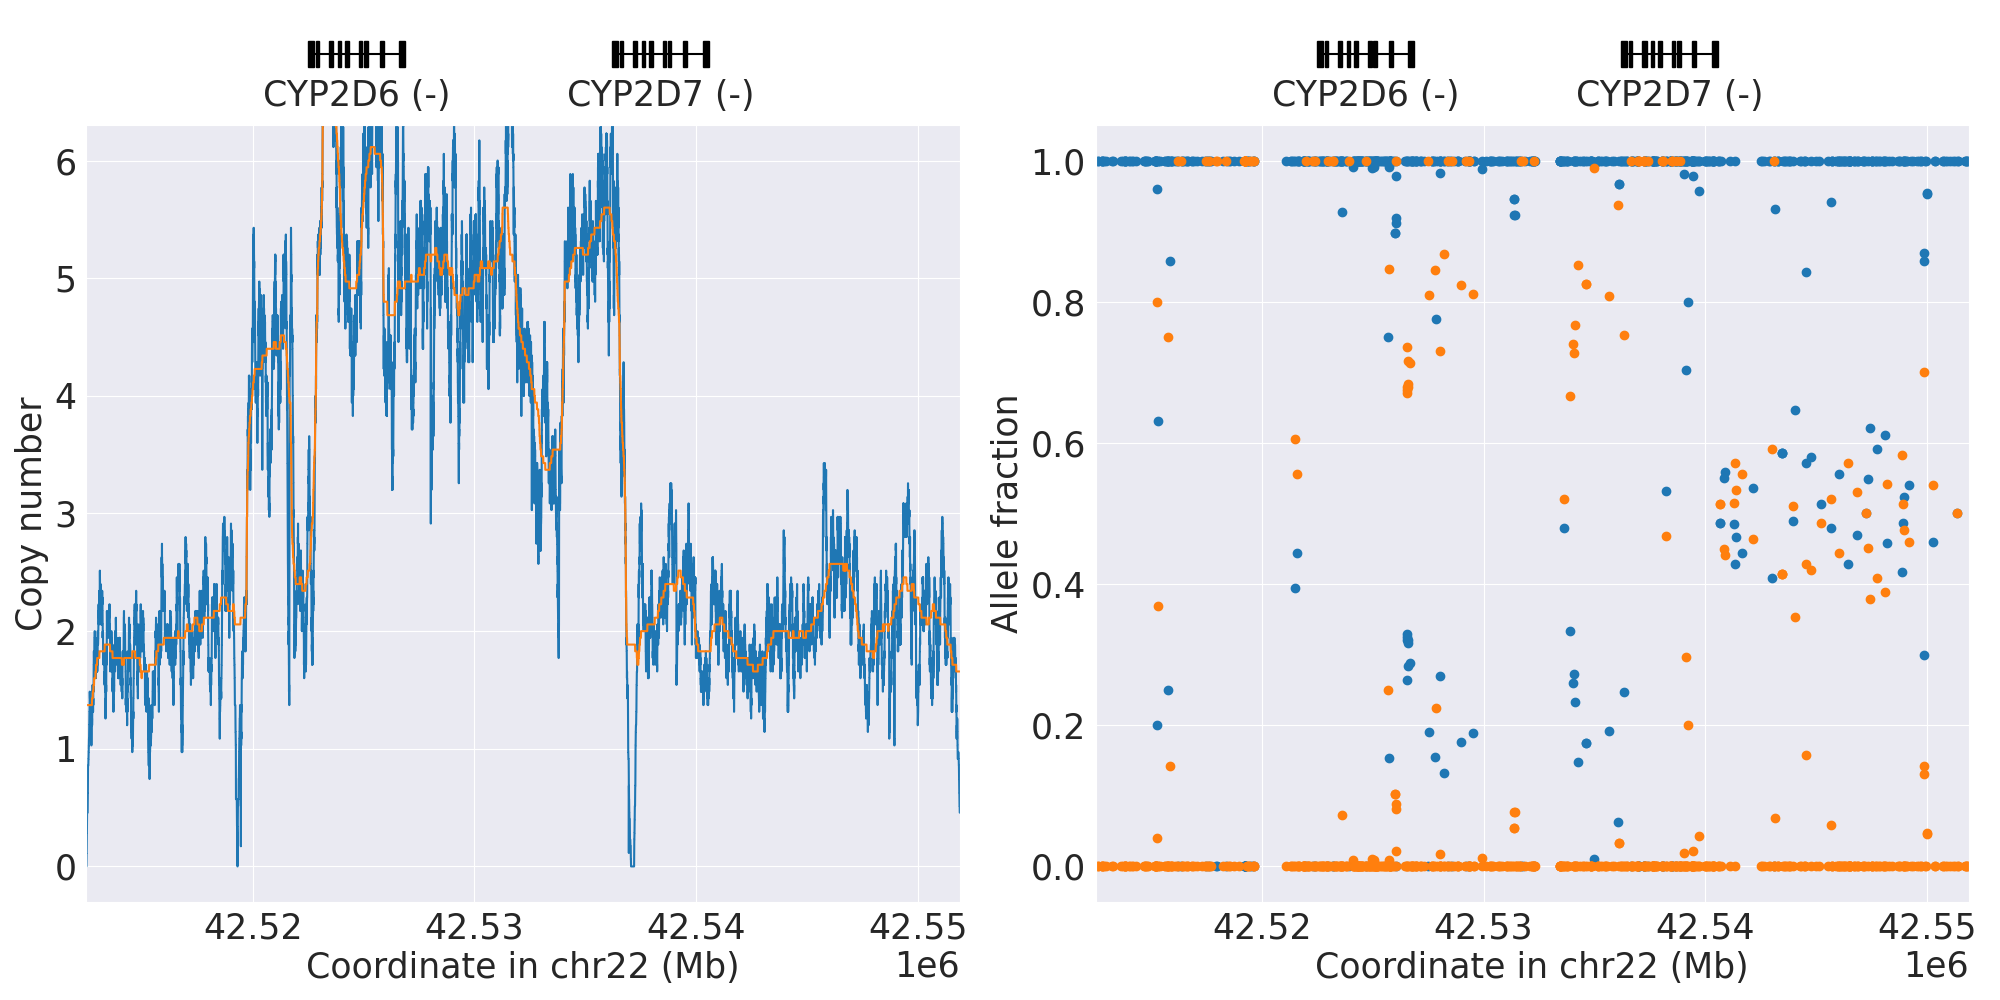 CYP2D6 (-) CYP2D7 (-)
6
5
4
3
2
1
0
Copy number
42.52 42.53 42.54 42.55
Coordinate in chr22 (Mb)
1e6
CYP2D6 (-) CYP2D7 (-)
1.0
0.8
0.6
0.4
0.2
0.0
Allele fraction
42.52 42.53 42.54 42.55
Coordinate in chr22 (Mb)
1e6